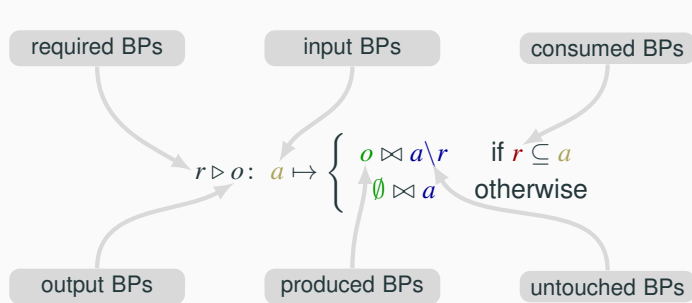 required BPs input BPs consumed BPs
r ▷ o : a ↦ { o ⋈ a\r if r ⊆ a
∅ ⋈ a otherwise
output BPs produced BPs untouched BPs